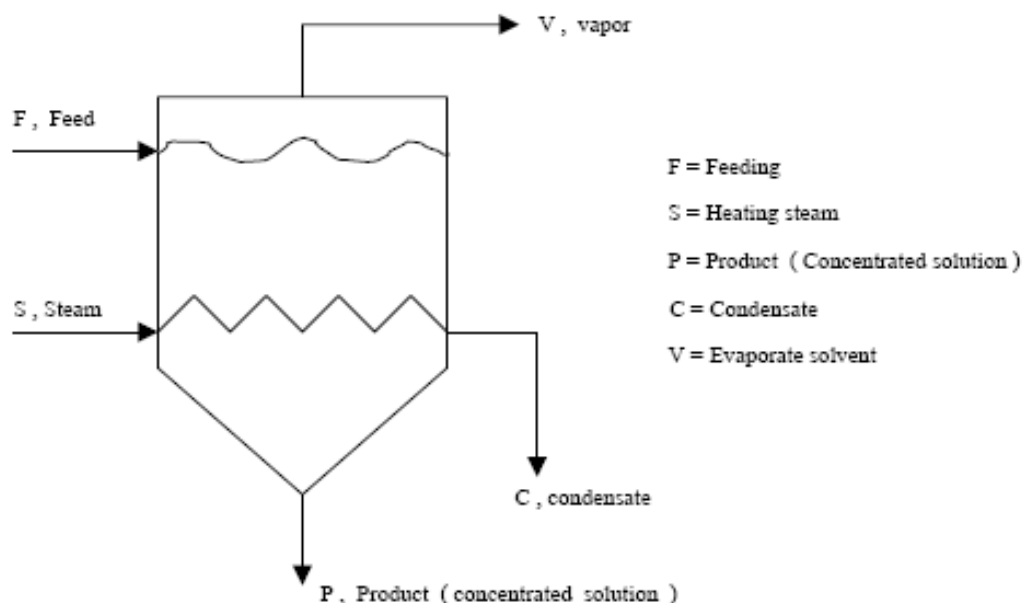 V , vapor
F , Feed
F = Feeding
S = Heating steam
P = Product ( Concentrated solution )
S , Steam
C = Condensate
V = Evaporate solvent
C , condensate
P , Product ( concentrated solution )